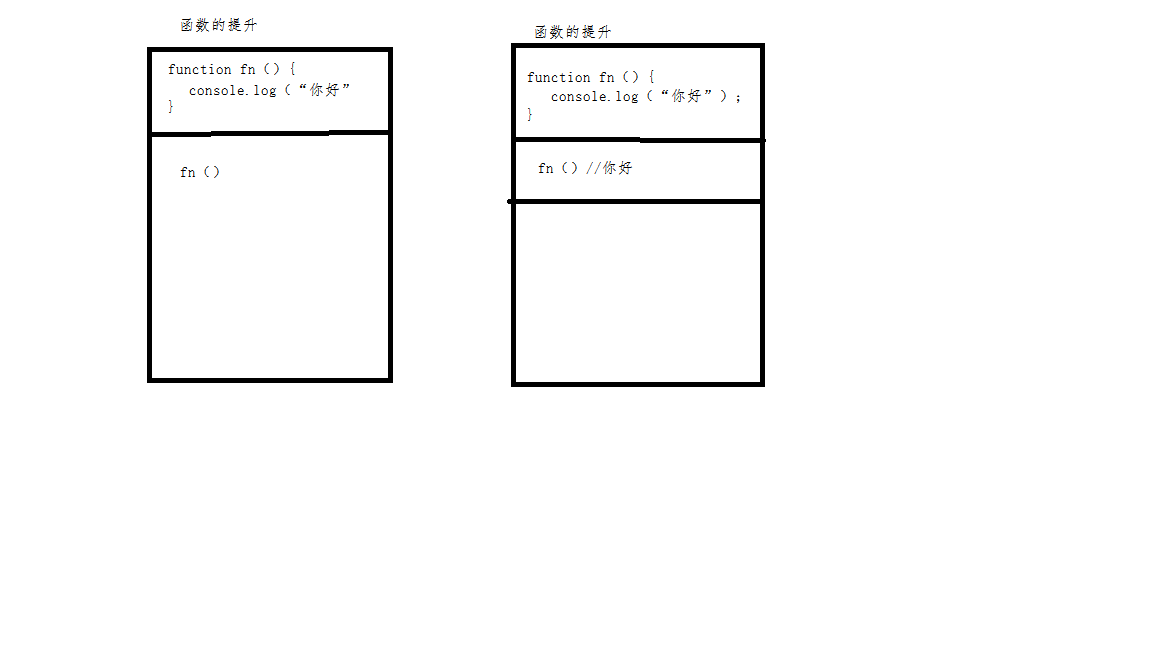 函数的提升
function fn（）{
console.log（“你好”
}
fn（）
函数的提升
function fn（）{
console.log（“你好”）;
}
fn（）//你好